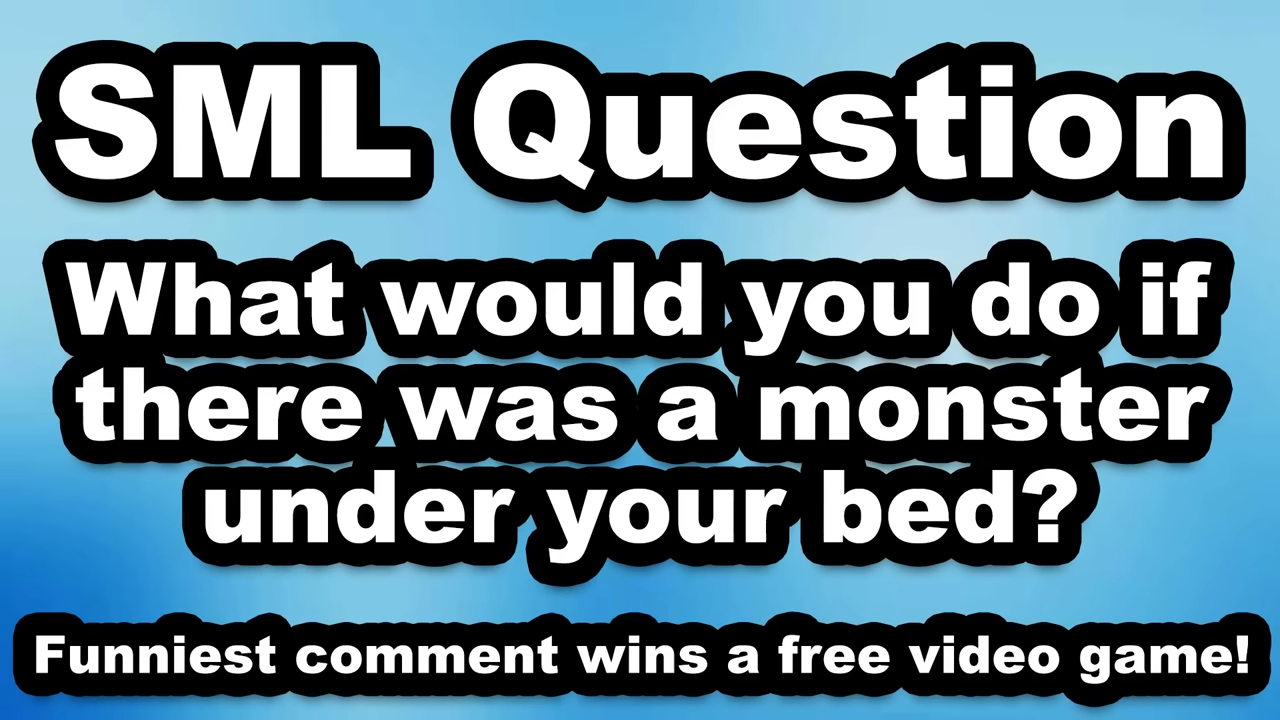 SML Question
What would you do if
there was a monster
under your bed?
Funniest comment wins a free video game!